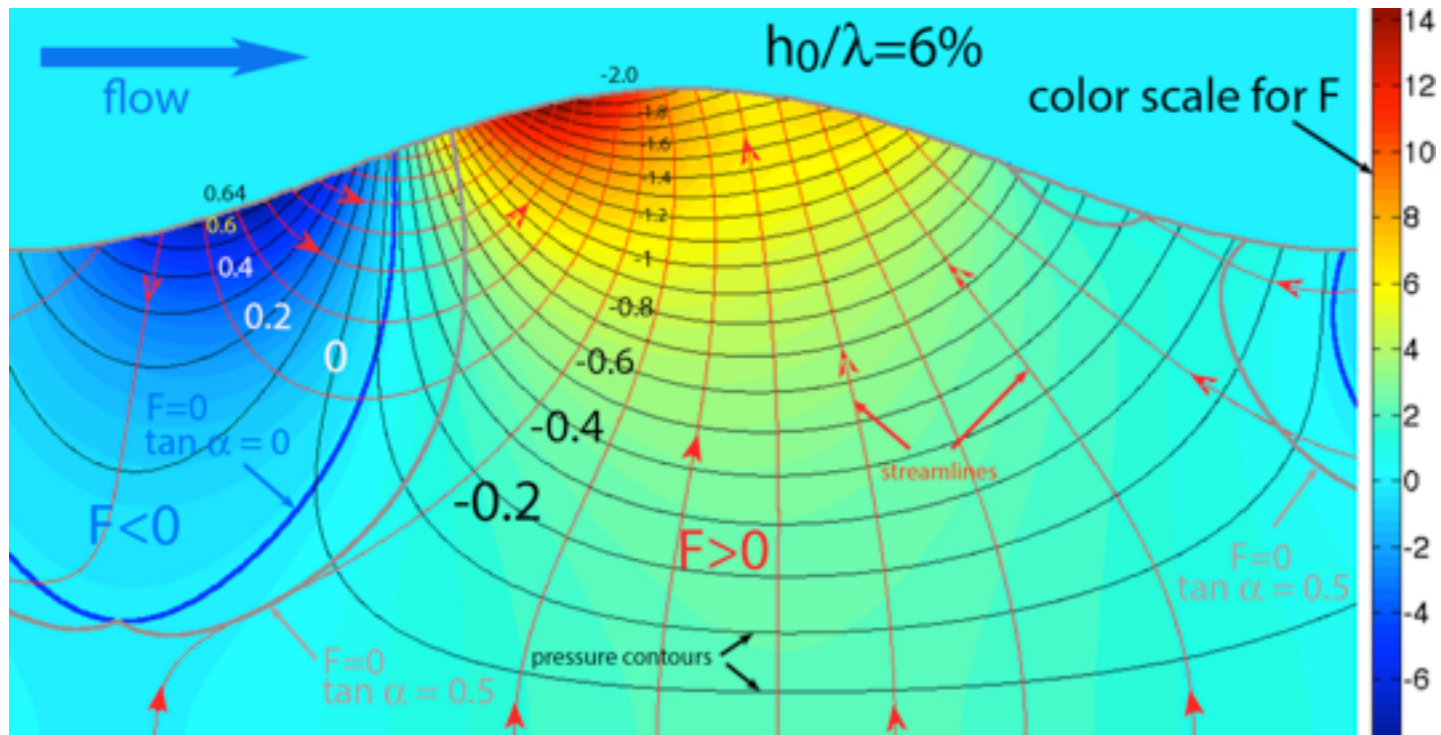 h0/λ=6%
flow
color scale for F
14
12
10
8
6
4
2
0
-2
-4
-6
-2.0
-1.8
-1.6
-1.4
-1.2
-1
-0.8
-0.6
-0.4
-0.2
0.64
0.6
0.4
0.2
0
F=0
tan α = 0
F<0
F>0
streamlines
F=0
tan α = 0.5
pressure contours
F=0
tan α = 0.5